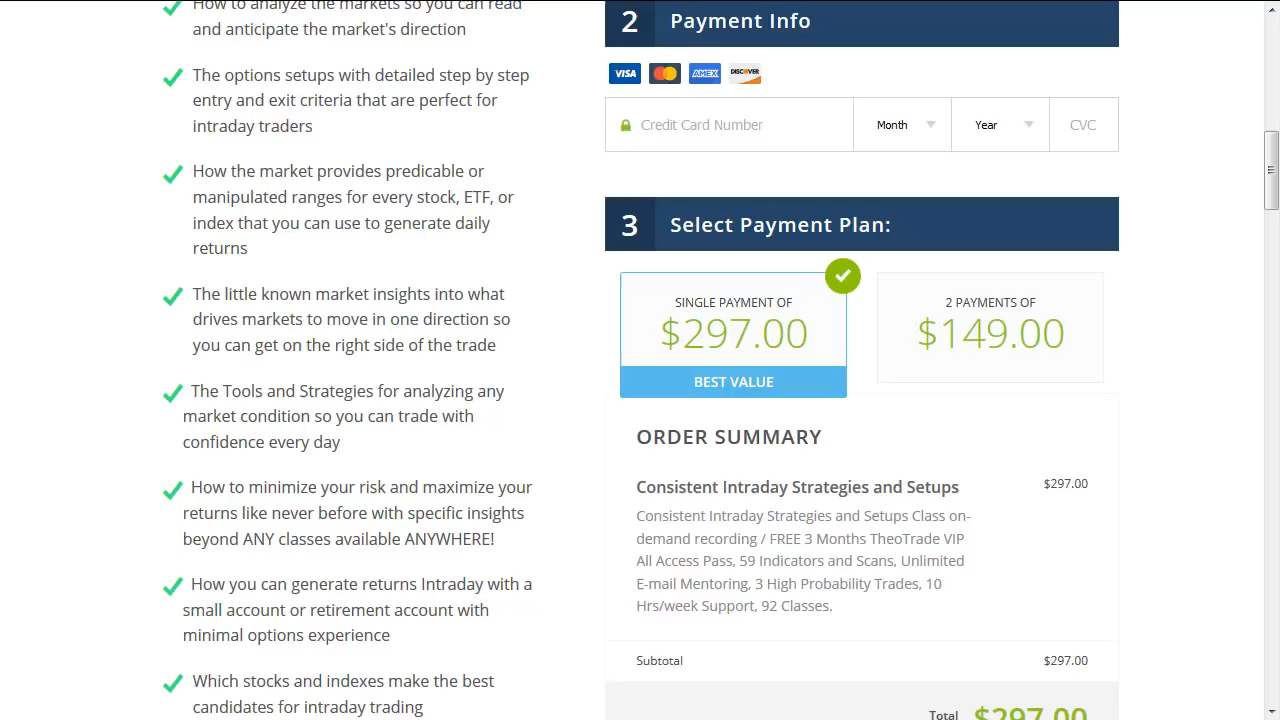 How to analyze the markets so you can read
and anticipate the market's direction
The options setups with detailed step by step
entry and exit criteria that are perfect for
intraday traders
How the market provides predicable or
manipulated ranges for every stock, ETF, or
index that you can use to generate daily
returns
The little known market insights into what
drives markets to move in one direction so
you can get on the right side of the trade
The Tools and Strategies for analyzing any
market condition so you can trade with
confidence every day
How to minimize your risk and maximize your
returns like never before with specific insights
beyond ANY classes available ANYWHERE!
How you can generate returns Intraday with a
small account or retirement account with
minimal options experience
Which stocks and indexes make the best
candidates for intraday trading
2 Payment Info
VISA AMEX DISCOVER
Credit Card Number Month Year CVC
3 Select Payment Plan:
SINGLE PAYMENT OF
$297.00
BEST VALUE
2 PAYMENTS OF
$149.00
ORDER SUMMARY
Consistent Intraday Strategies and Setups $297.00
Consistent Intraday Strategies and Setups Class on-
demand recording / FREE 3 Months TheoTrade VIP
All Access Pass, 59 Indicators and Scans, Unlimited
E-mail Mentoring, 3 High Probability Trades, 10
Hrs/week Support, 92 Classes.
Subtotal $297.00
Total $297.00